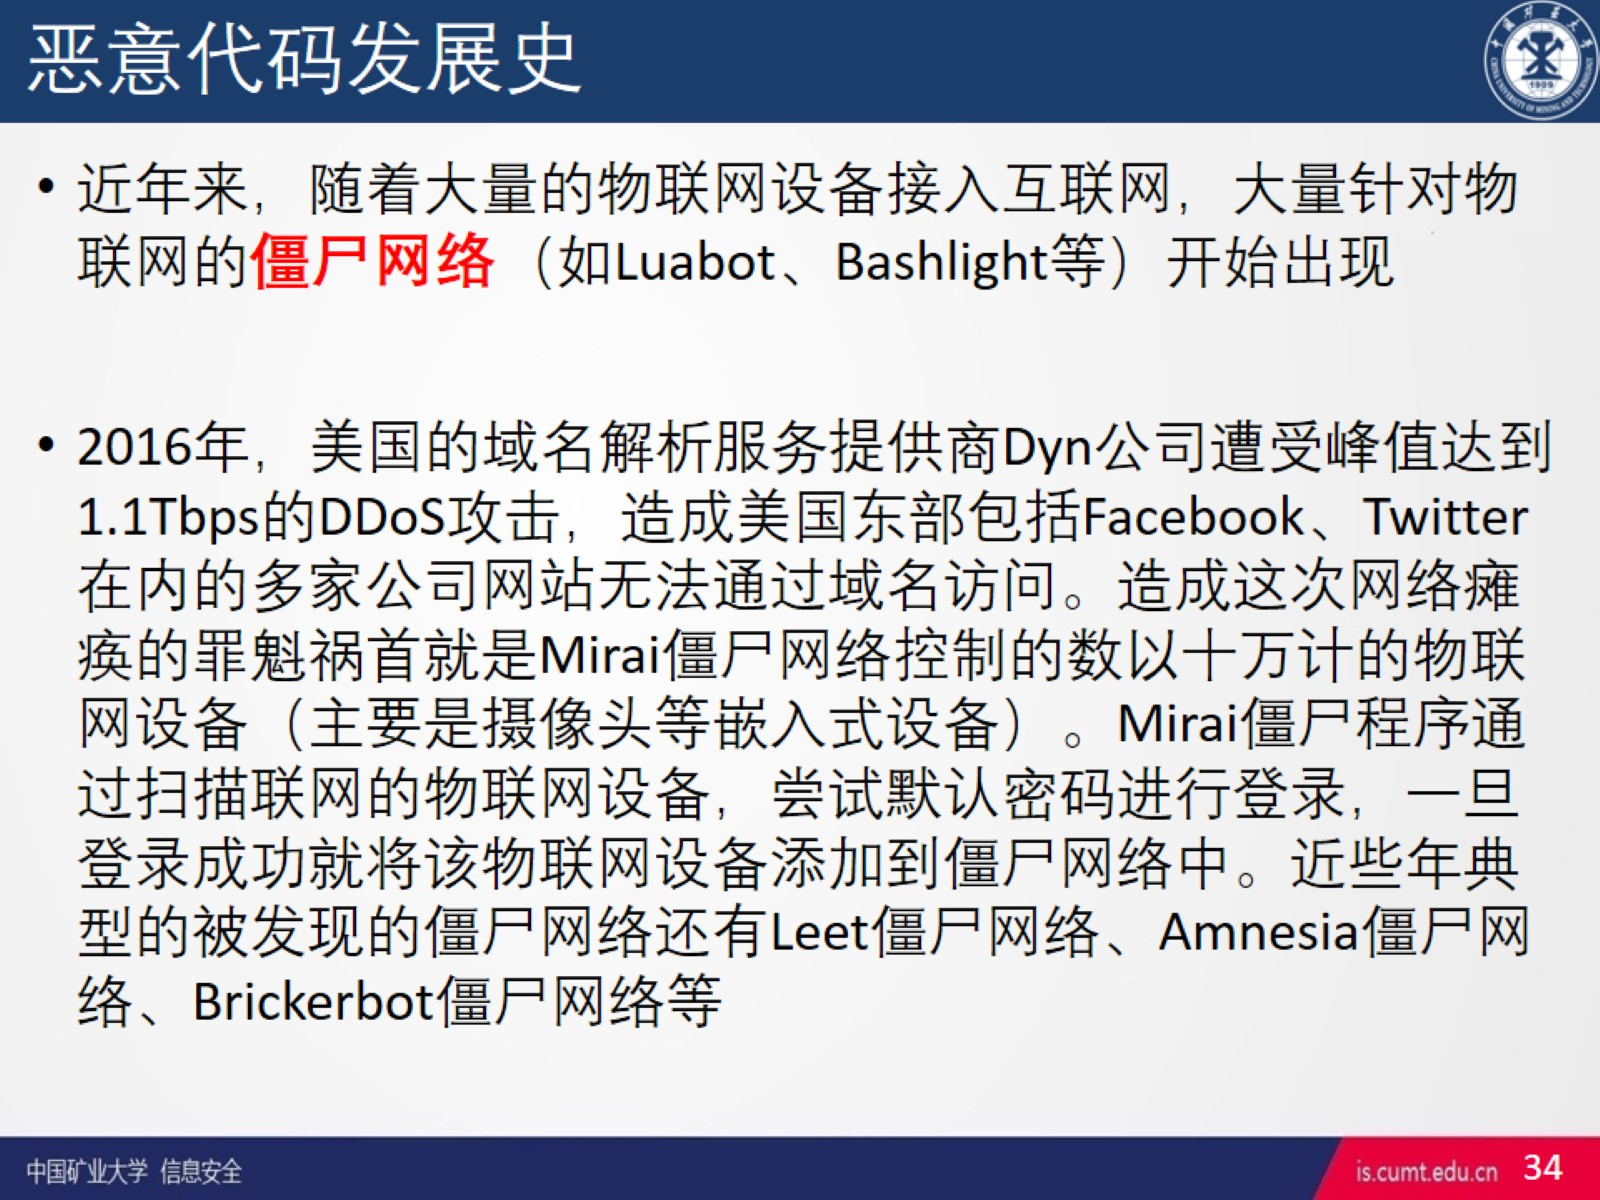 恶意代码发展史
中国矿业大学
CHINA UNIVERSITY OF MINING AND TECHNOLOGY
1909
• 近年来，随着大量的物联网设备接入互联网，大量针对物
联网的僵尸网络（如Luabot、Bashlight等）开始出现
• 2016年，美国的域名解析服务提供商Dyn公司遭受峰值达到
1.1Tbps的DDoS攻击，造成美国东部包括Facebook、Twitter
在内的多家公司网站无法通过域名访问。造成这次网络瘫
痪的罪魁祸首就是Mirai僵尸网络控制的数以十万计的物联
网设备（主要是摄像头等嵌入式设备）。Mirai僵尸程序通
过扫描联网的物联网设备，尝试默认密码进行登录，一旦
登录成功就将该物联网设备添加到僵尸网络中。近些年典
型的被发现的僵尸网络还有Leet僵尸网络、Amnesia僵尸网
络、Brickerbot僵尸网络等
中国矿业大学 信息安全
is.cumt.edu.cn 34